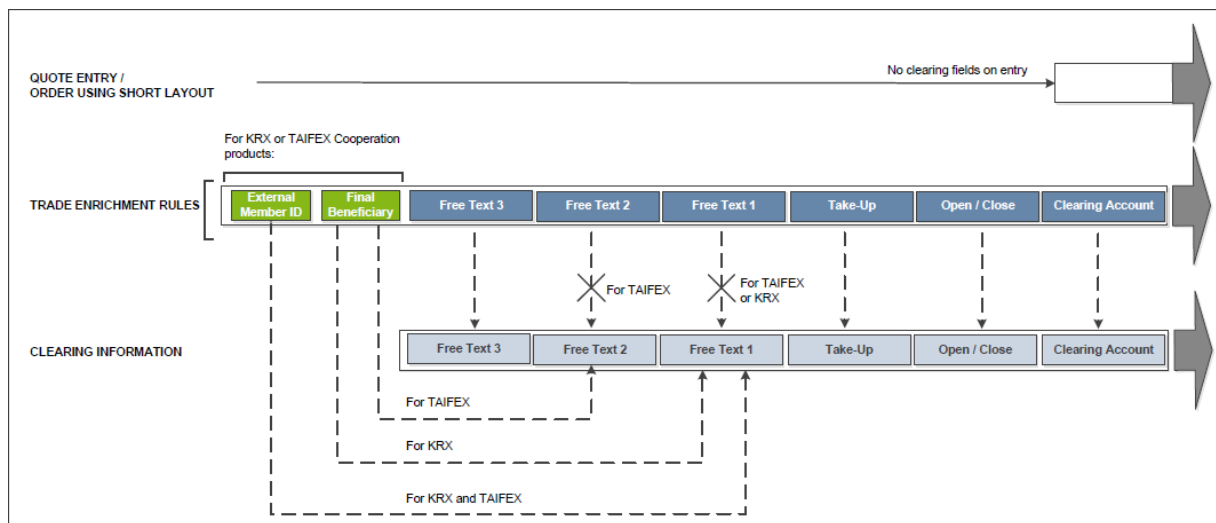 No clearing fields on entry
QUOTE ENTRY /
ORDER USING SHORT LAYOUT
For KRX or TAIFEX Cooperation
products:
TRADE ENRICHMENT RULES
External
Member ID
Final
Beneficiary
Free Text 3
Free Text 2
Free Text 1
Take-Up
Open / Close
Clearing Account
For TAIFEX
For TAIFEX
or KRX
CLEARING INFORMATION
Free Text 3
Free Text 2
Free Text 1
Take-Up
Open / Close
Clearing Account
For TAIFEX
For KRX
For KRX and TAIFEX